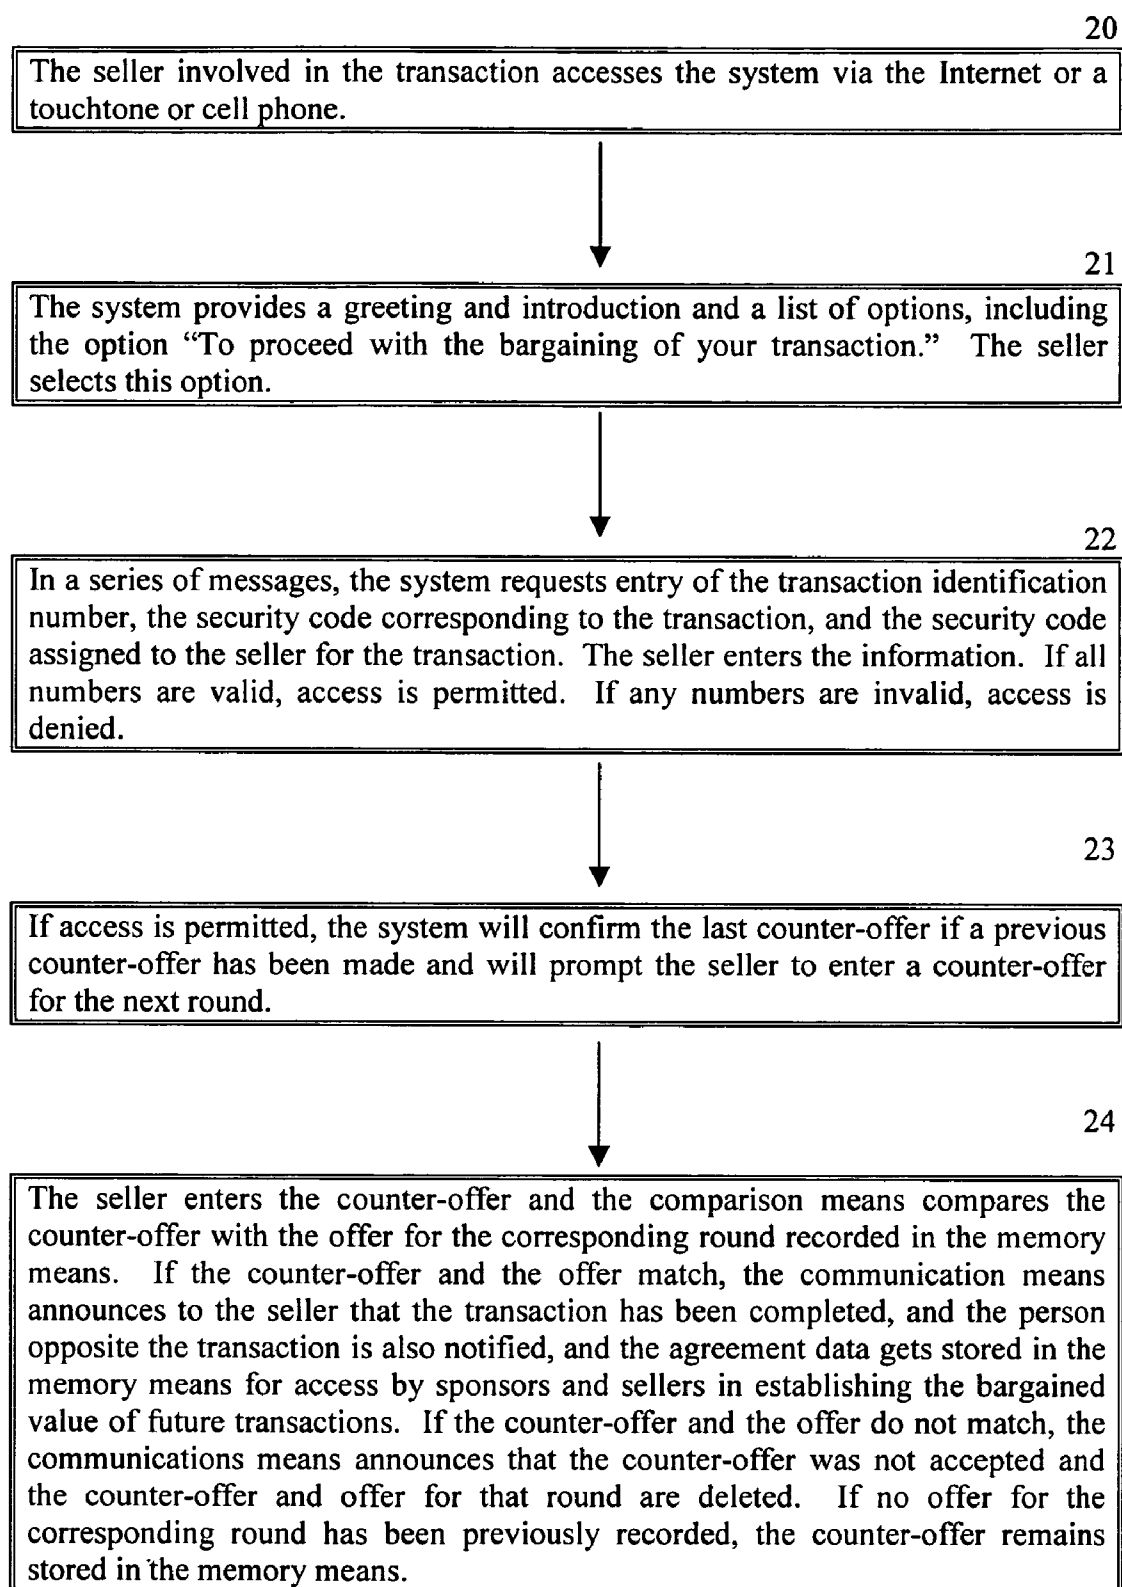 20
The seller involved in the transaction accesses the system via the Internet or a
touchtone or cell phone.
21
The system provides a greeting and introduction and a list of options, including
the option “To proceed with the bargaining of your transaction.” The seller
selects this option.
22
In a series of messages, the system requests entry of the transaction identification
number, the security code corresponding to the transaction, and the security code
assigned to the seller for the transaction. The seller enters the information. If all
numbers are valid, access is permitted. If any numbers are invalid, access is
denied.
23
If access is permitted, the system will confirm the last counter-offer if a previous
counter-offer has been made and will prompt the seller to enter a counter-offer
for the next round.
24
The seller enters the counter-offer and the comparison means compares the
counter-offer with the offer for the corresponding round recorded in the memory
means. If the counter-offer and the offer match, the communication means
announces to the seller that the transaction has been completed, and the person
opposite the transaction is also notified, and the agreement data gets stored in the
memory means for access by sponsors and sellers in establishing the bargained
value of future transactions. If the counter-offer and the offer do not match, the
communications means announces that the counter-offer was not accepted and
the counter-offer and offer for that round are deleted. If no offer for the
corresponding round has been previously recorded, the counter-offer remains
stored in the memory means.